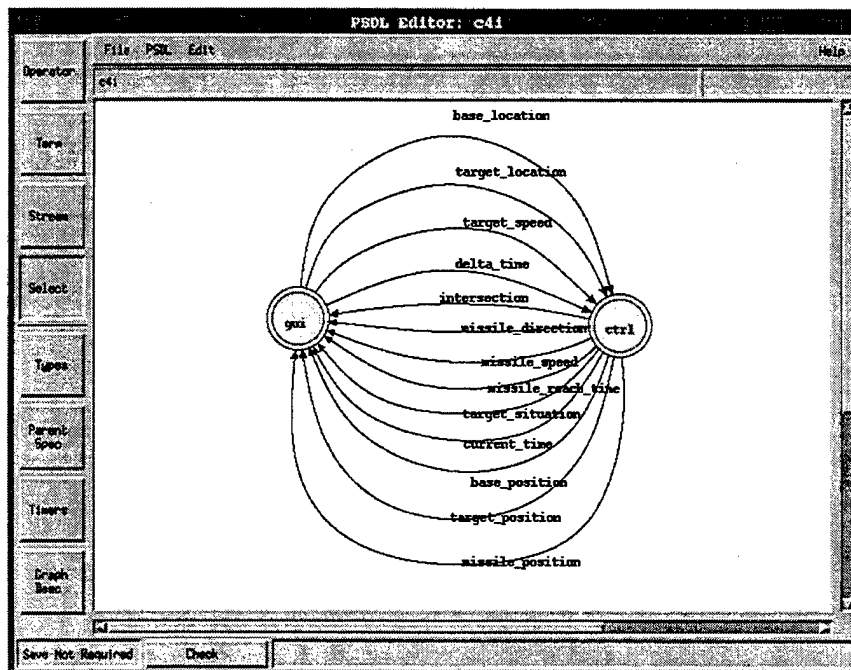 PSDL Editor: c4i
File PSDL Edit Help
Operator
c4i
Term
Stream
Select
Types
Parent
Spec
Timers
Graph
Desc
base_location
target_location
target_speed
delta_time
intersection
gui
ctrl
missile_direction
missile_speed
missile_reach_time
target_situation
current_time
base_position
target_position
missile_position
Save Not Required Check